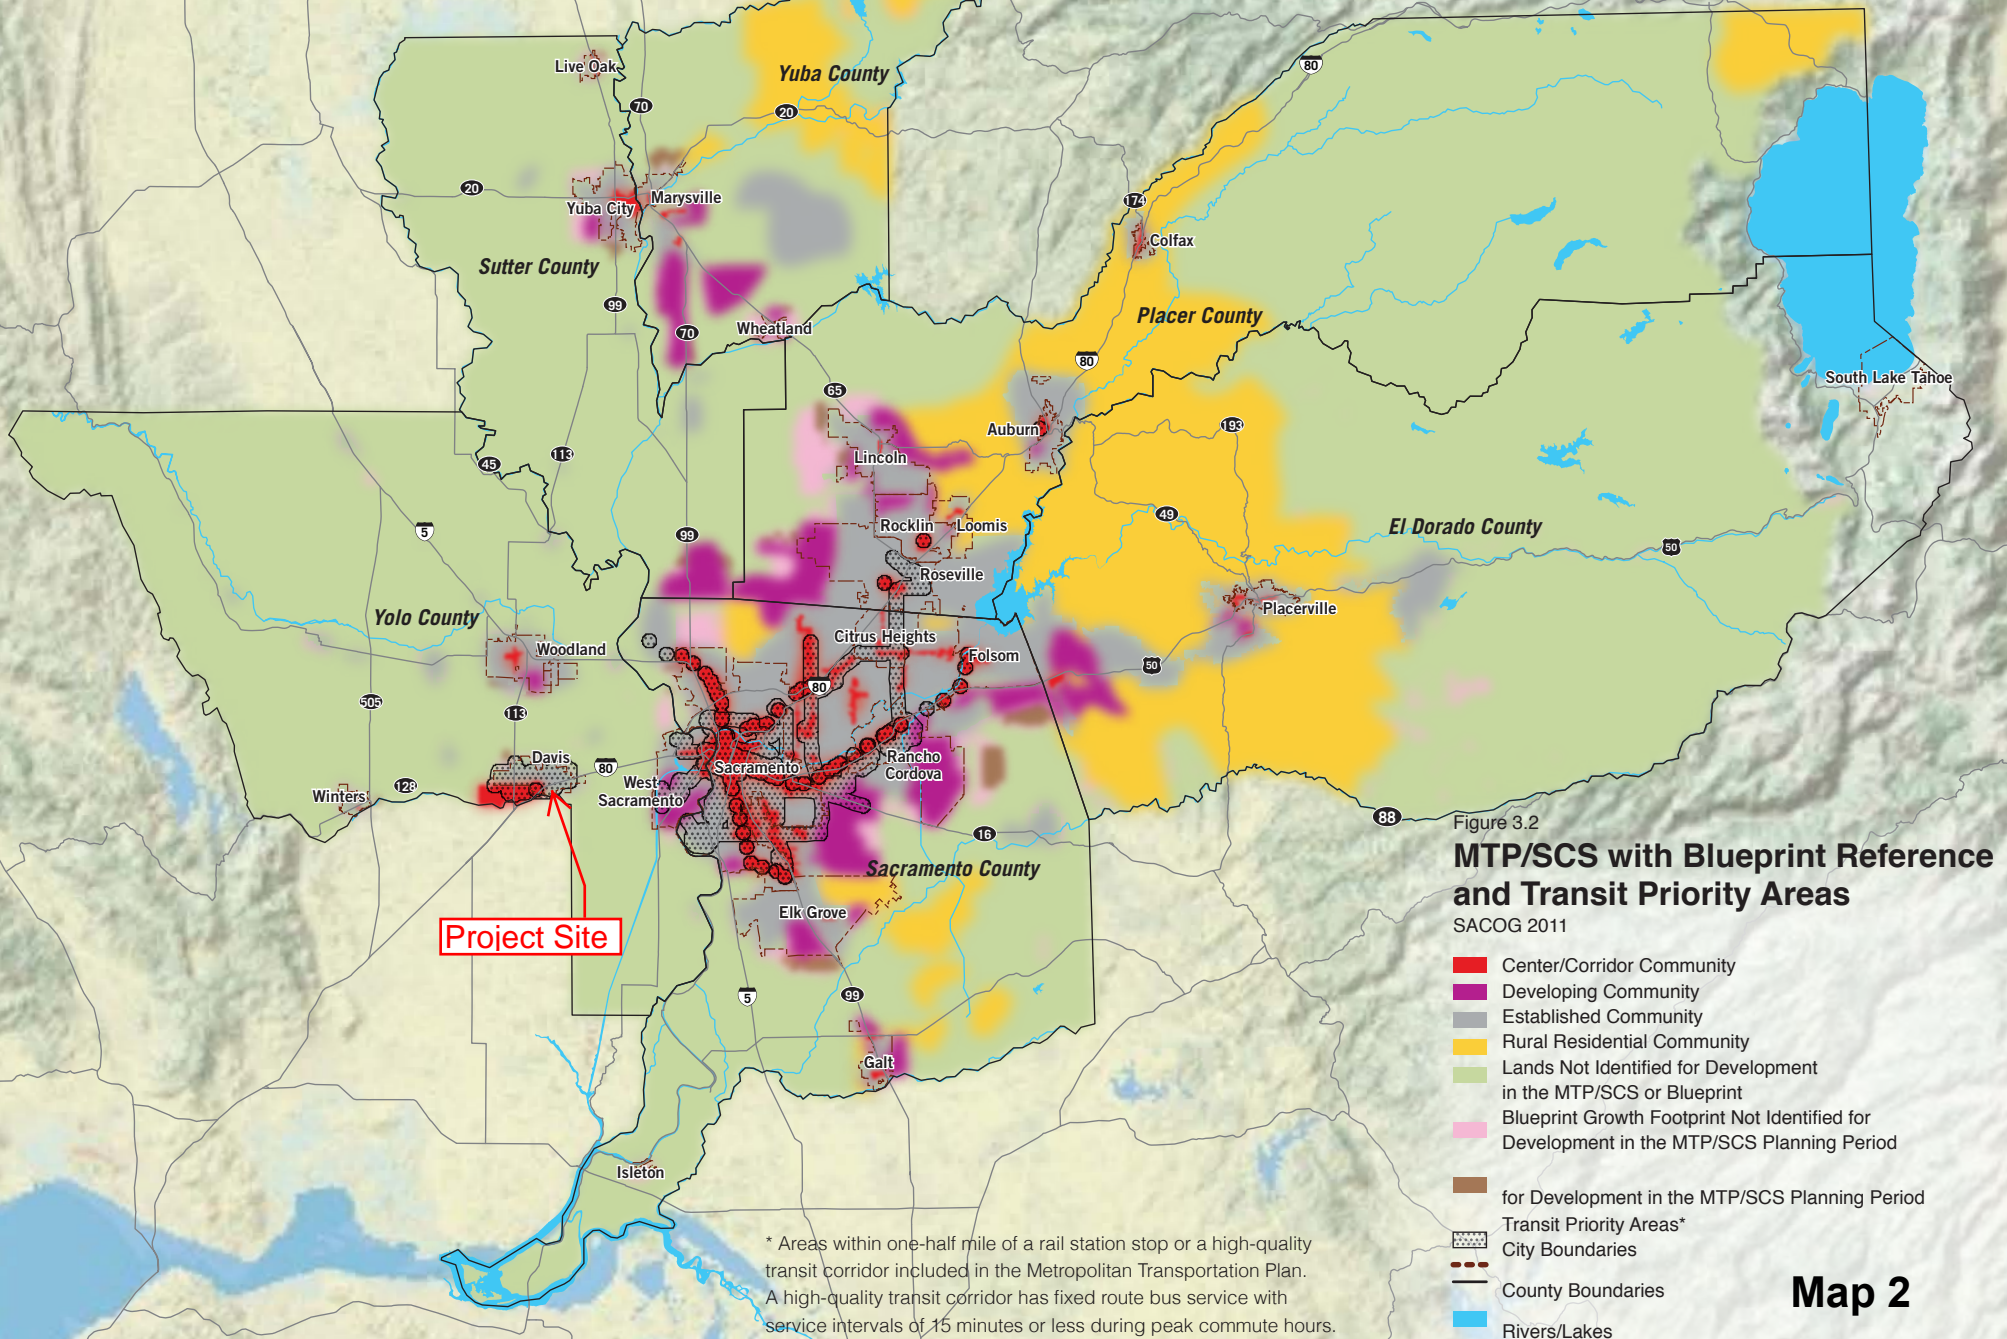 Live Oak
Yuba County
80
70
20
20
Marysville
Yuba City
174
Colfax
Sutter County
99
70
Wheatland
Placer County
80
South Lake Tahoe
65
Auburn
193
Lincoln
45
113
5
99
Rocklin
Loomis
49
El Dorado County
50
Roseville
Yolo County
Placerville
Woodland
Citrus Heights
Folsom
50
80
505
113
Davis
80
Rancho
Cordova
Sacramento
West
Sacramento
Winters
128
16
88
Sacramento County
Elk Grove
Project Site
5
99
Galt
Isleton
Figure 3.2
MTP/SCS with Blueprint Reference
and Transit Priority Areas
SACOG 2011
Center/Corridor Community
Developing Community
Established Community
Rural Residential Community
Lands Not Identified for Development
in the MTP/SCS or Blueprint
Blueprint Growth Footprint Not Identified for
Development in the MTP/SCS Planning Period
for Development in the MTP/SCS Planning Period
Transit Priority Areas*
City Boundaries
County Boundaries
Rivers/Lakes
* Areas within one-half mile of a rail station stop or a high-quality
transit corridor included in the Metropolitan Transportation Plan.
A high-quality transit corridor has fixed route bus service with
service intervals of 15 minutes or less during peak commute hours.
Map 2